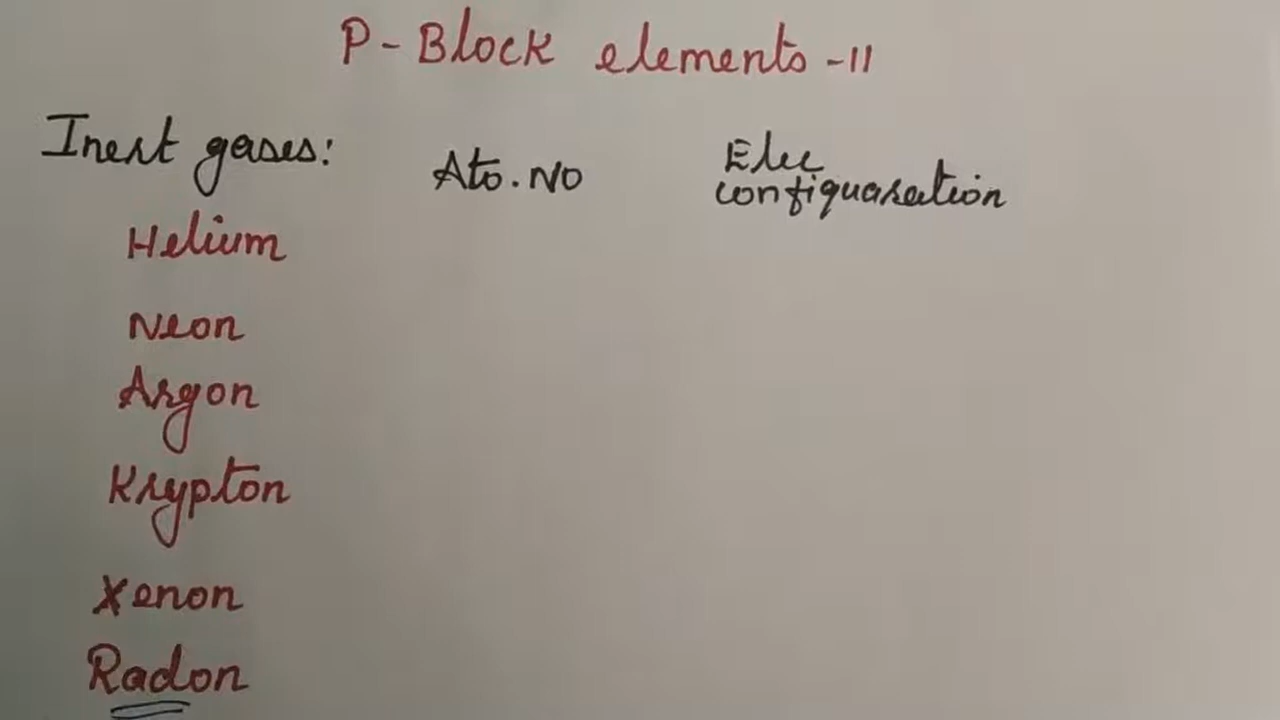 P-Block elements -II
Inert gases:
Ato. No
Elec
configuaration
Helium
Neon
Argon
Krypton
Xenon
Radon